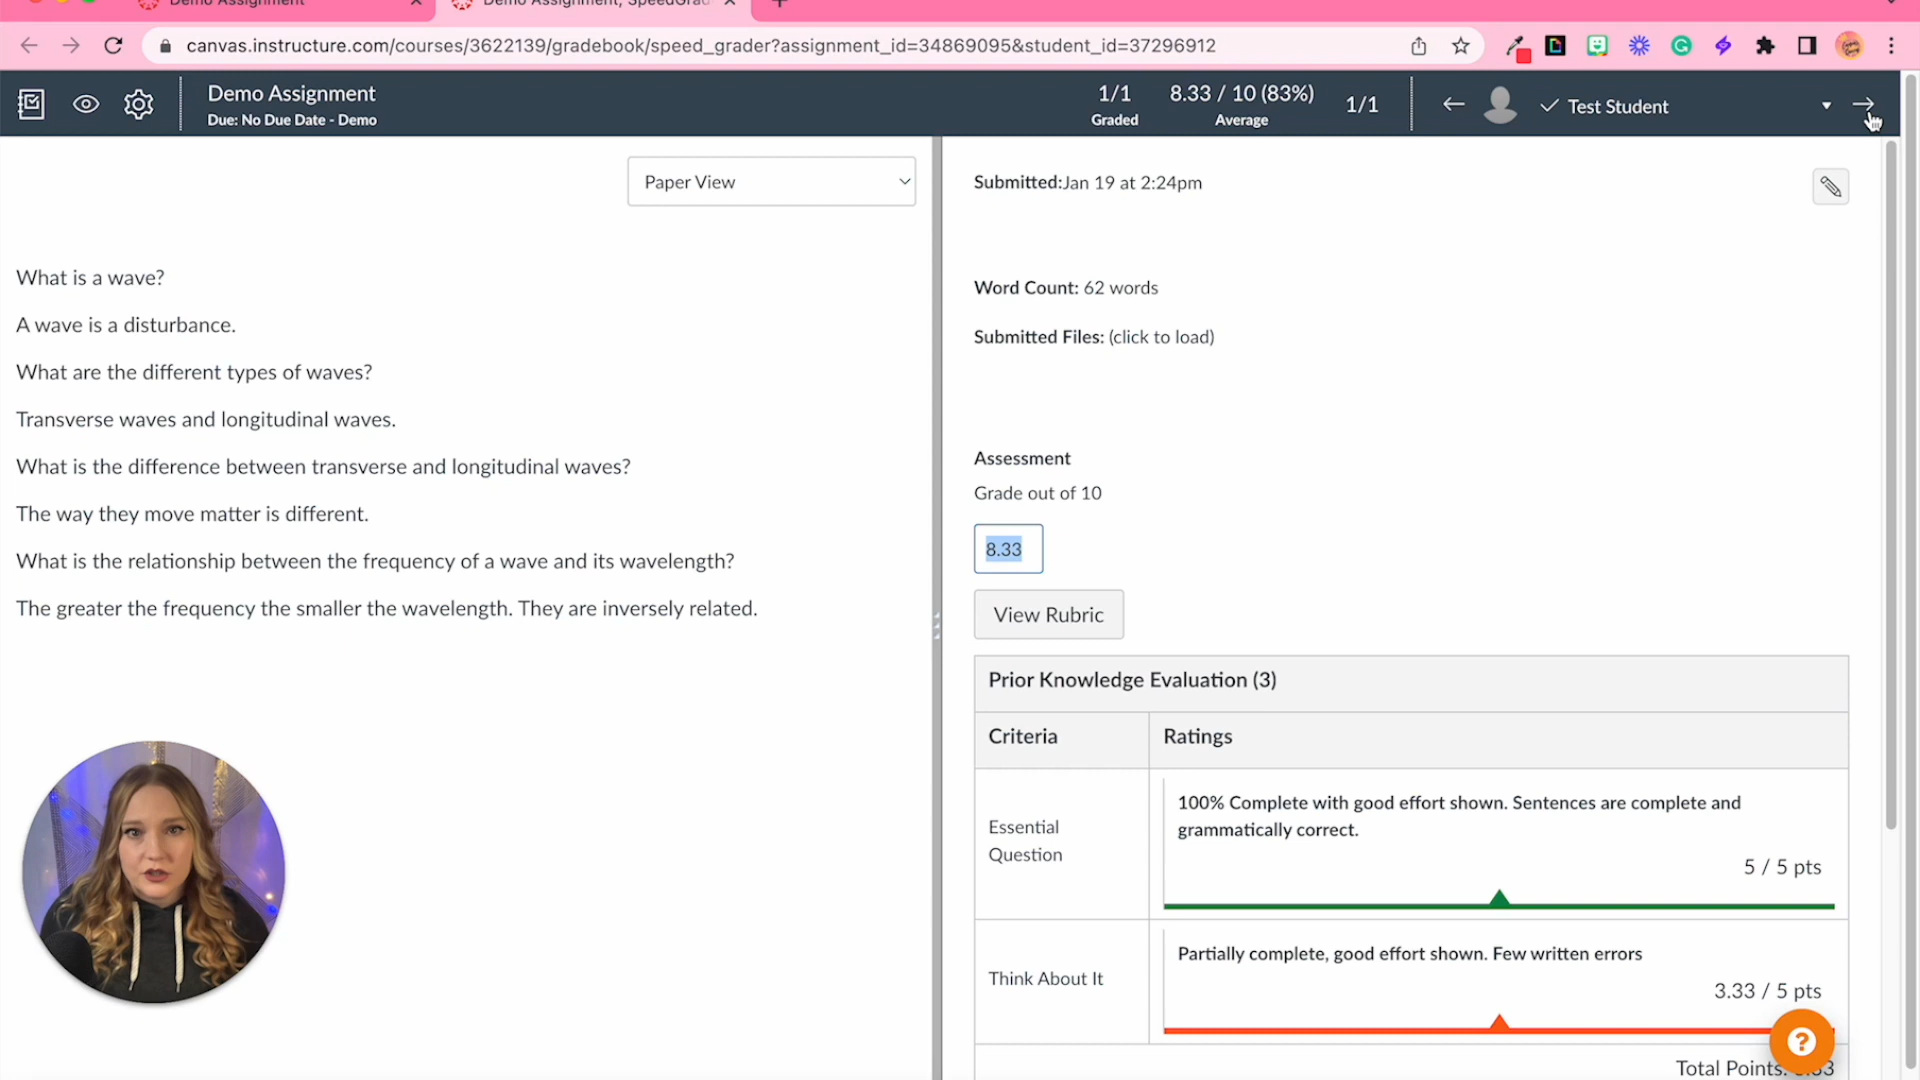 Demo Assignment
Demo Assignment, SpeedGrad
canvas.instructure.com/courses/3622139/gradebook/speed_grader?assignment_id=34869095&student_id=37296912
Demo Assignment
Due: No Due Date - Demo
1/1
Graded
8.33 / 10 (83%)
Average
1/1
Test Student
Paper View
What is a wave?
A wave is a disturbance.
What are the different types of waves?
Transverse waves and longitudinal waves.
What is the difference between transverse and longitudinal waves?
The way they move matter is different.
What is the relationship between the frequency of a wave and its wavelength?
The greater the frequency the smaller the wavelength. They are inversely related.
Submitted:Jan 19 at 2:24pm
Word Count: 62 words
Submitted Files: (click to load)
Assessment
Grade out of 10
8.33
View Rubric
Prior Knowledge Evaluation (3)
Criteria
Ratings
Essential
Question
100% Complete with good effort shown. Sentences are complete and
grammatically correct.
5 / 5 pts
Think About It
Partially complete, good effort shown. Few written errors
3.33 / 5 pts
Total Points: